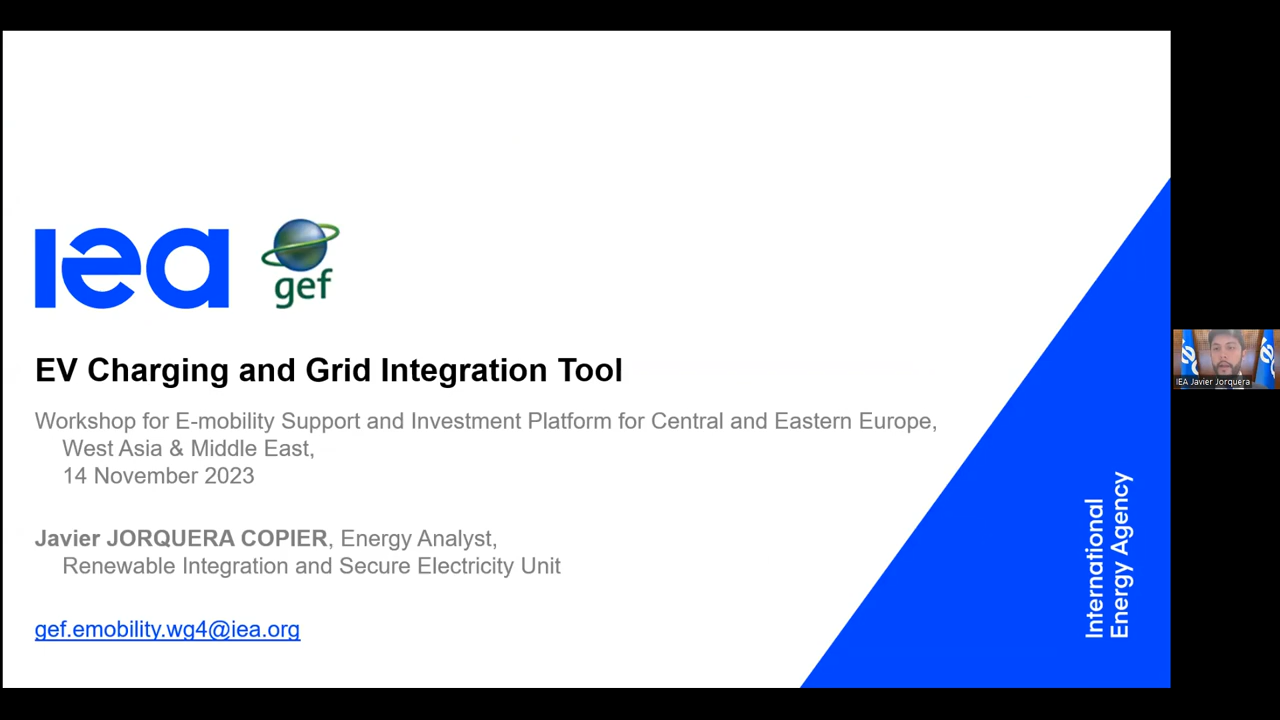 iea
gef
EV Charging and Grid Integration Tool
Workshop for E-mobility Support and Investment Platform for Central and Eastern Europe,
West Asia & Middle East,
14 November 2023
Javier JORQUERA COPIER, Energy Analyst,
Renewable Integration and Secure Electricity Unit
gef.emobility.wg4@iea.org
International
Energy Agency
IEA Javier Jorquera